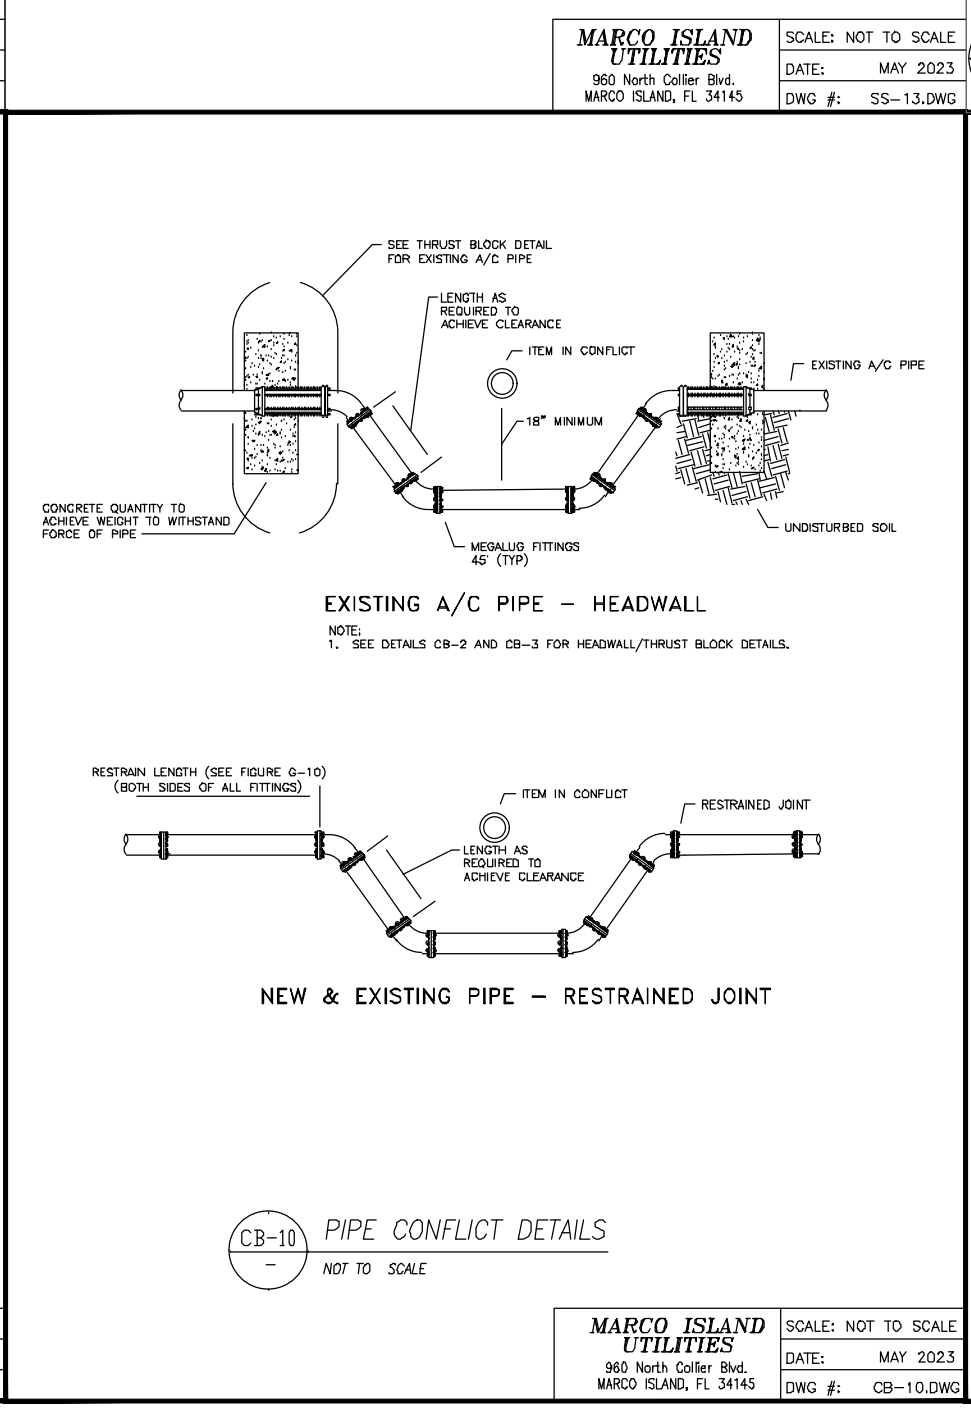 MARCO ISLAND
UTILITIES
960 North Collier Blvd.
MARCO ISLAND, FL 34145
SCALE: NOT TO SCALE
DATE: MAY 2023
DWG #: SS-13.DWG
SEE THRUST BLOCK DETAIL
FOR EXISTING A/C PIPE
LENGTH AS
REQUIRED TO
ACHIEVE CLEARANCE
ITEM IN CONFLICT
EXISTING A/C PIPE
18" MINIMUM
CONCRETE QUANTITY TO
ACHIEVE WEIGHT TO WITHSTAND
FORCE OF PIPE
UNDISTURBED SOIL
MEGALUG FITTINGS
45' (TYP)
EXISTING A/C PIPE - HEADWALL
NOTE:
1. SEE DETAILS CB-2 AND CB-3 FOR HEADWALL/THRUST BLOCK DETAILS.
RESTRAIN LENGTH (SEE FIGURE G-10)
(BOTH SIDES OF ALL FITTINGS)
ITEM IN CONFLICT
RESTRAINED JOINT
LENGTH AS
REQUIRED TO
ACHIEVE CLEARANCE
NEW & EXISTING PIPE - RESTRAINED JOINT
CB-10
-
PIPE CONFLICT DETAILS
NOT TO SCALE
MARCO ISLAND
UTILITIES
960 North Collier Blvd.
MARCO ISLAND, FL 34145
SCALE: NOT TO SCALE
DATE: MAY 2023
DWG #: CB-10.DWG